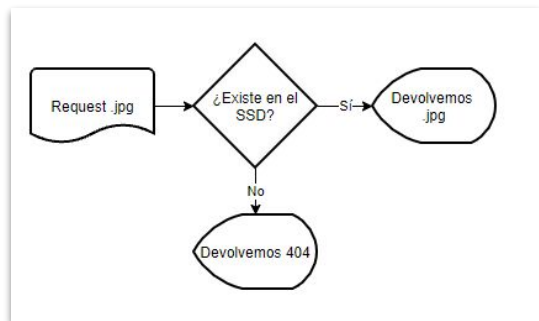 Request .jpg
¿Existe en el
SSD?
Sí
Devolvemos
.jpg
No
Devolvemos 404